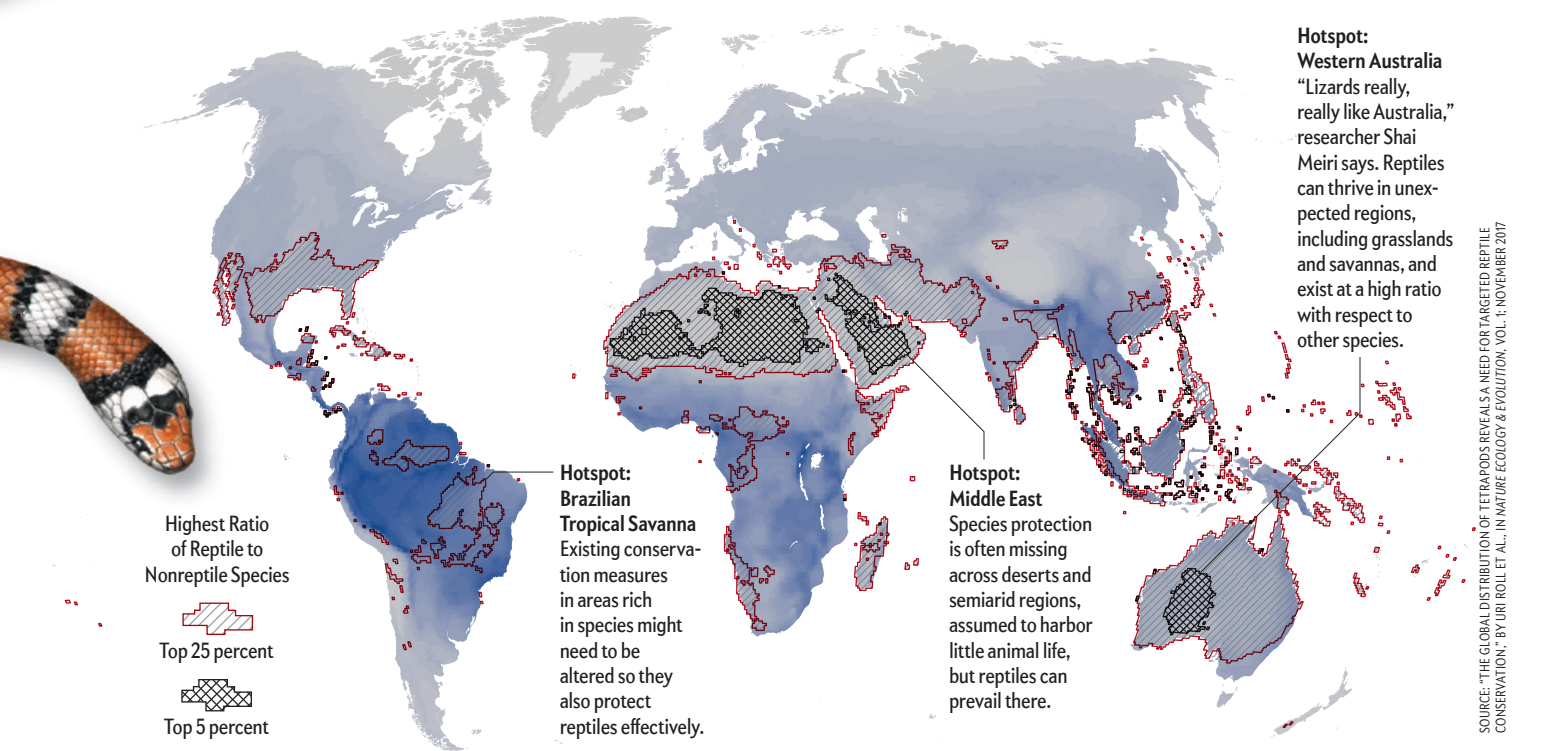 Hotspot:
Western Australia
“Lizards really,
really like Australia,”
researcher Shai
Meiri says. Reptiles
can thrive in unex-
pected regions,
including grasslands
and savannas, and
exist at a high ratio
with respect to
other species.
Hotspot:
Brazilian
Tropical Savanna
Existing conserva-
tion measures
in areas rich
in species might
need to be
altered so they
also protect
reptiles effectively.
Hotspot:
Middle East
Species protection
is often missing
across deserts and
semiarid regions,
assumed to harbor
little animal life,
but reptiles can
prevail there.
Highest Ratio
of Reptile to
Nonreptile Species
Top 25 percent
Top 5 percent
SOURCE: “THE GLOBAL DISTRIBUTION OF TETRAPODS REVEALS A NEED FOR TARGETED REPTILE
CONSERVATION,” BY URI ROLL ET AL., IN NATURE ECOLOGY & EVOLUTION, VOL. 1; NOVEMBER 2017